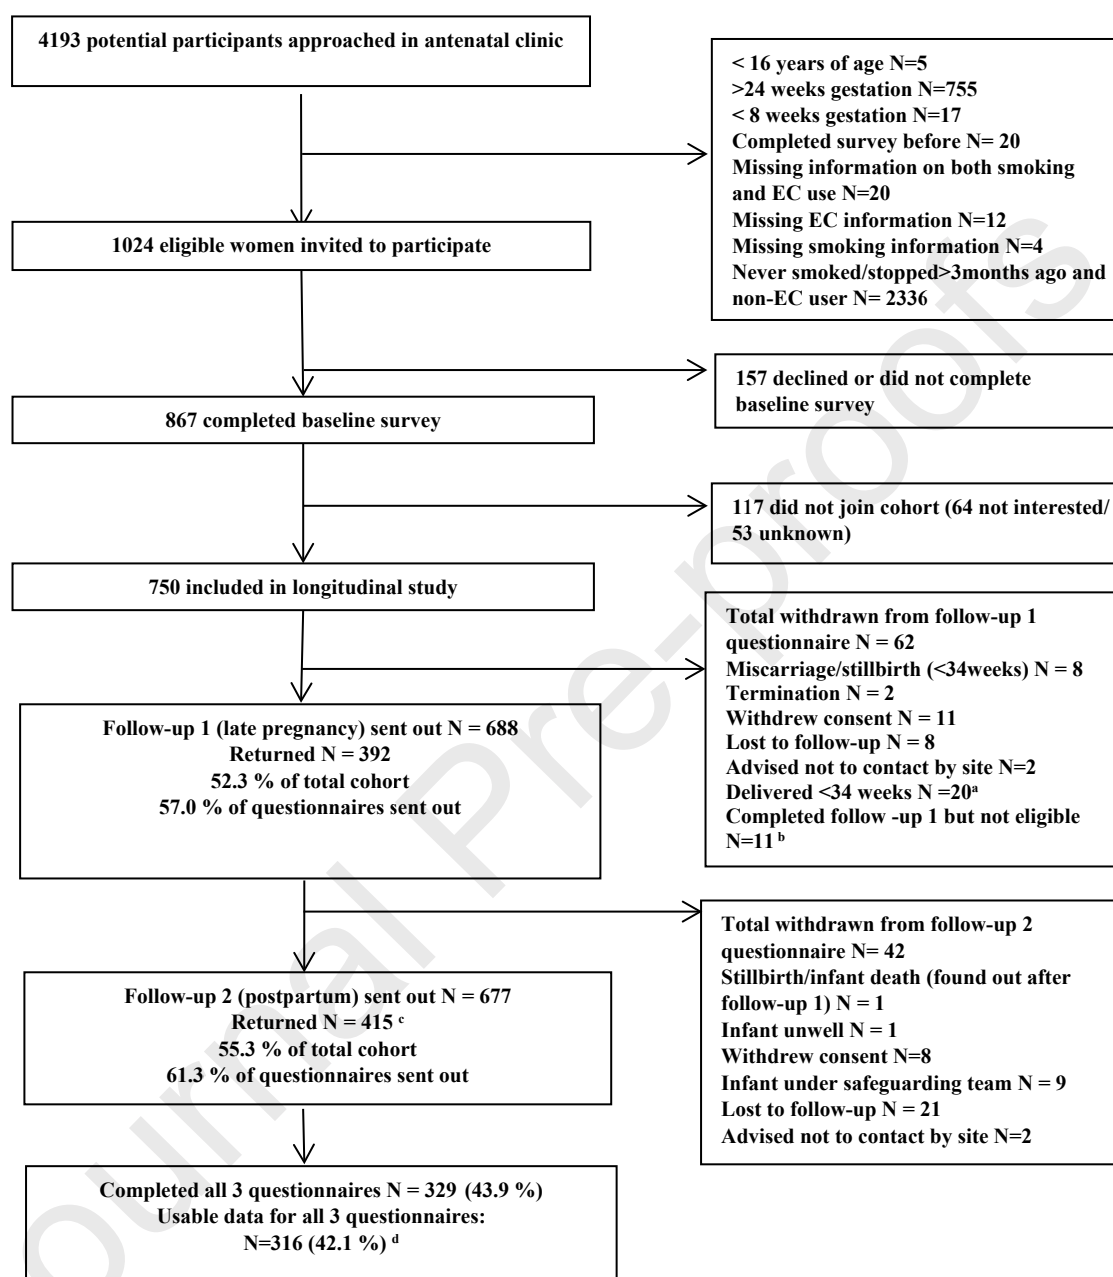 4193 potential participants approached in antenatal clinic
< 16 years of age N=5
>24 weeks gestation N=755
< 8 weeks gestation N=17
Completed survey before N= 20
Missing information on both smoking
and EC use N=20
Missing EC information N=12
Missing smoking information N=4
Never smoked/stopped>3months ago and
non-EC user N= 2336
1024 eligible women invited to participate
157 declined or did not complete
baseline survey
867 completed baseline survey
117 did not join cohort (64 not interested/
53 unknown)
750 included in longitudinal study
Total withdrawn from follow-up 1
questionnaire N = 62
Miscarriage/stillbirth (<34weeks) N = 8
Termination N = 2
Withdrew consent N = 11
Lost to follow-up N = 8
Advised not to contact by site N=2
Delivered <34 weeks N =20ᵃ
Completed follow -up 1 but not eligible
N=11 ᵇ
Follow-up 1 (late pregnancy) sent out N = 688
Returned N = 392
52.3 % of total cohort
57.0 % of questionnaires sent out
Total withdrawn from follow-up 2
questionnaire N= 42
Stillbirth/infant death (found out after
follow-up 1) N = 1
Infant unwell N = 1
Withdrew consent N=8
Infant under safeguarding team N = 9
Lost to follow-up N = 21
Advised not to contact by site N=2
Follow-up 2 (postpartum) sent out N = 677
Returned N = 415 ᶜ
55.3 % of total cohort
61.3 % of questionnaires sent out
Completed all 3 questionnaires N = 329 (43.9 %)
Usable data for all 3 questionnaires:
N=316 (42.1 %) ᵈ
Journal Pre-proofs